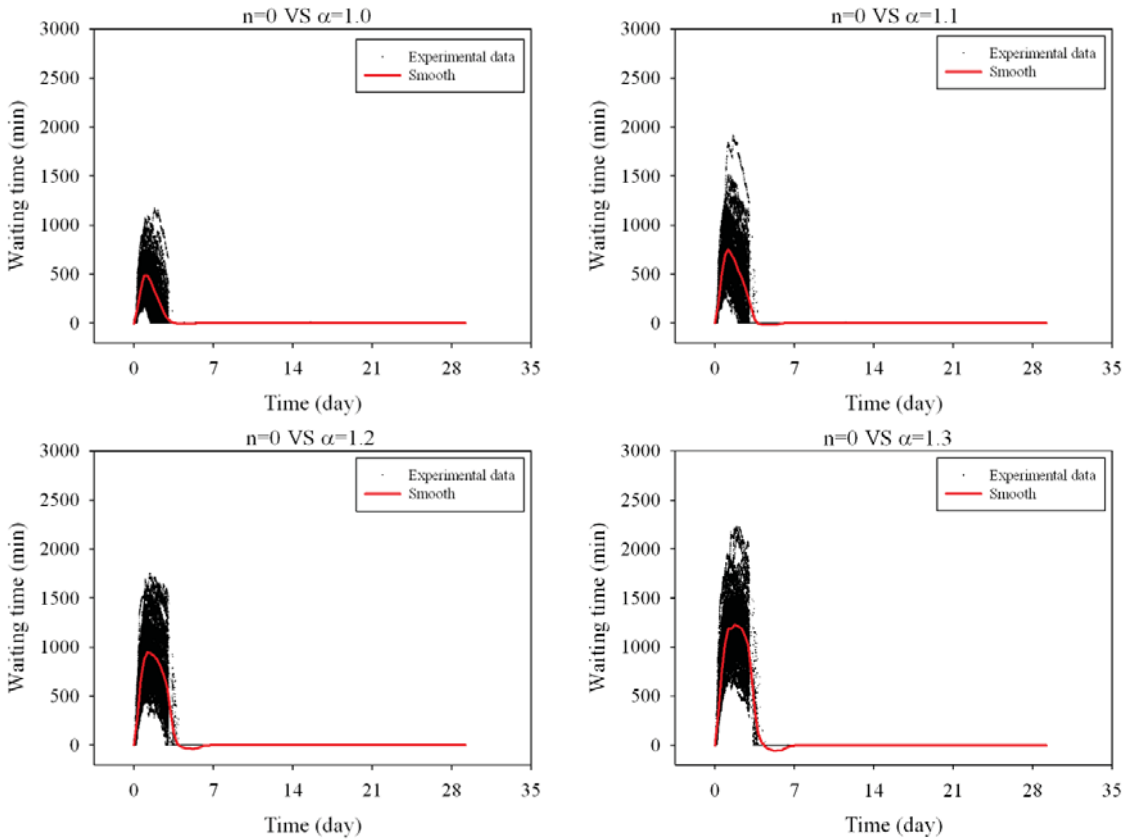 n=0 VS α=1.0
3000
2500
2000
1500
1000
500
0
Waiting time (min)
Experimental data
Smooth
0 7 14 21 28 35
Time (day)
n=0 VS α=1.1
3000
2500
2000
1500
1000
500
0
Waiting time (min)
Experimental data
Smooth
0 7 14 21 28 35
Time (day)
n=0 VS α=1.2
3000
2500
2000
1500
1000
500
0
Waiting time (min)
Experimental data
Smooth
0 7 14 21 28 35
Time (day)
n=0 VS α=1.3
3000
2500
2000
1500
1000
500
0
Waiting time (min)
Experimental data
Smooth
0 7 14 21 28 35
Time (day)